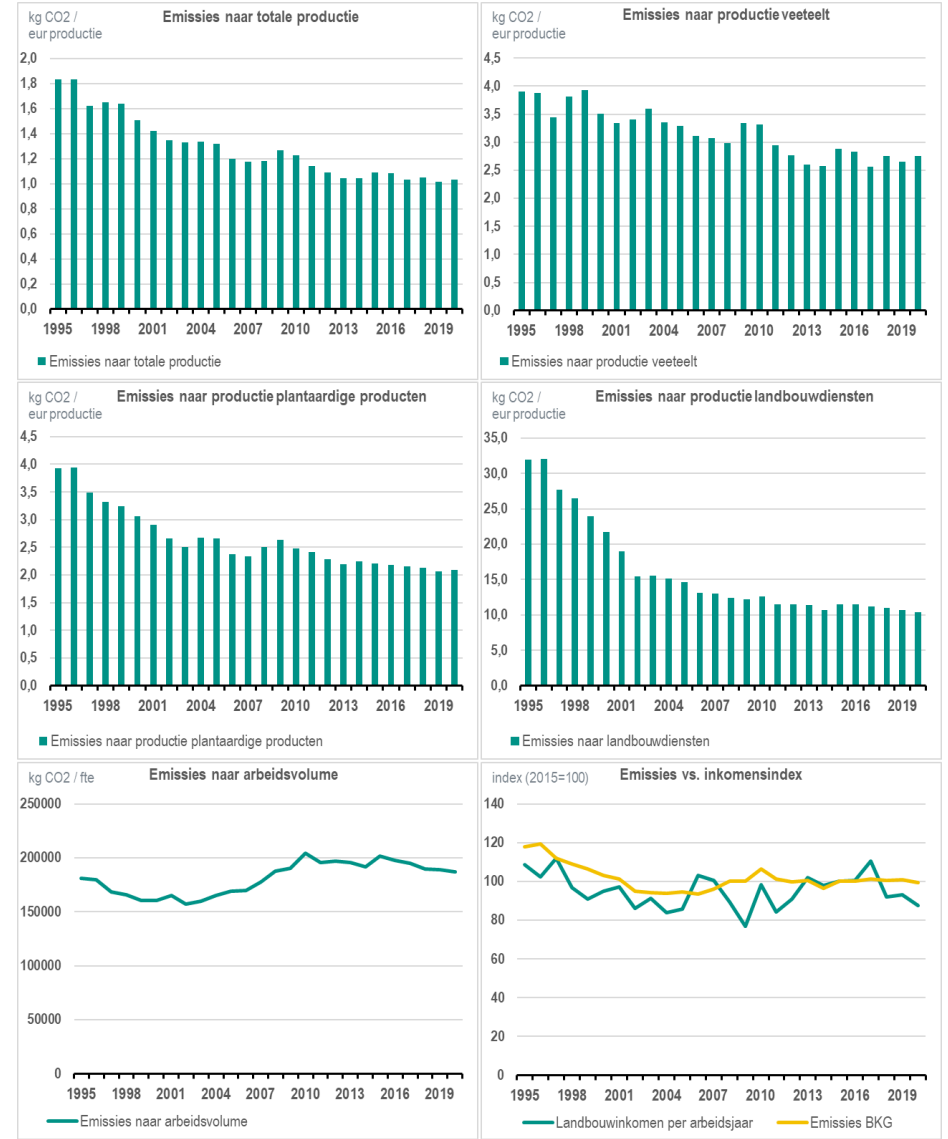 Emissies naar totale productie
kg CO2 /
eur productie
2,0
1,8
1,6
1,4
1,2
1,0
0,8
0,6
0,4
0,2
0,0
1995 1998 2001 2004 2007 2010 2013 2016 2019
Emissies naar totale productie
Emissies naar productie veeteelt
kg CO2 /
eur productie
4,5
4,0
3,5
3,0
2,5
2,0
1,5
1,0
0,5
0,0
1995 1998 2001 2004 2007 2010 2013 2016 2019
Emissies naar productie veeteelt
Emissies naar productie plantaardige producten
kg CO2 /
eur productie
4,5
4,0
3,5
3,0
2,5
2,0
1,5
1,0
0,5
0,0
1995 1998 2001 2004 2007 2010 2013 2016 2019
Emissies naar productie plantaardige producten
Emissies naar productie landbouwdiensten
kg CO2 /
eur productie
35,0
30,0
25,0
20,0
15,0
10,0
5,0
0,0
1995 1998 2001 2004 2007 2010 2013 2016 2019
Emissies naar landbouwdiensten
Emissies naar arbeidsvolume
kg CO2 / fte
250000
200000
150000
100000
50000
0
1995 1998 2001 2004 2007 2010 2013 2016 2019
Emissies naar arbeidsvolume
Emissies vs. inkomensindex
index (2015=100)
140
120
100
80
60
40
20
0
1995 1998 2001 2004 2007 2010 2013 2016 2019
Landbouwinkomen per arbeidsjaar Emissies BKG